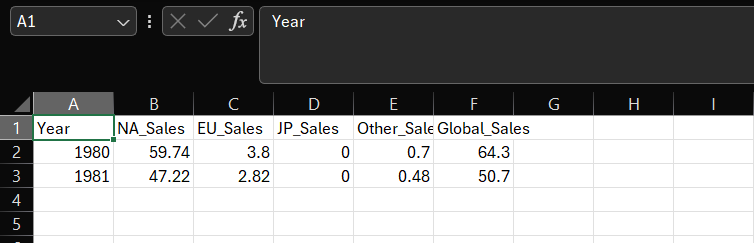 A1 fx Year
A B C D E F G H I
1 Year NA_Sales EU_Sales JP_Sales Other_Sale Global_Sales
2 1980 59.74 3.8 0 0.7 64.3
3 1981 47.22 2.82 0 0.48 50.7
4
5